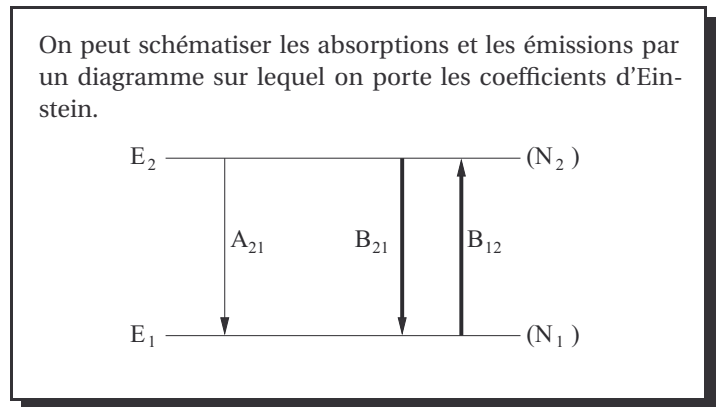 On peut schématiser les absorptions et les émissions par
un diagramme sur lequel on porte les coefficients d'Ein-
stein.
E₂ (N₂ )
A₂₁ B₂₁ B₁₂
E₁ (N₁ )